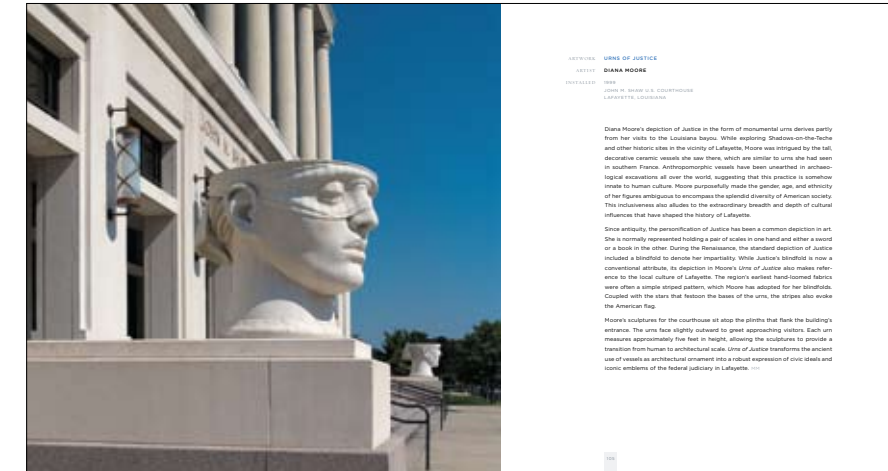 JOHN M. SHAW
ARTWORK URNS OF JUSTICE
ARTIST DIANA MOORE
INSTALLED 1999
JOHN M. SHAW U.S. COURTHOUSE
LAFAYETTE, LOUISIANA
Diana Moore's depiction of Justice in the form of monumental urns derives partly
from her visits to the Louisiana bayou. While exploring Shadows-on-the-Teche
and other historic sites in the vicinity of Lafayette, Moore was intrigued by the tall,
decorative ceramic vessels she saw there, which are similar to urns she had seen
in southern France. Anthropomorphic vessels have been unearthed in archaeo-
logical excavations all over the world, suggesting that this practice is somehow
innate to human culture. Moore purposefully made the gender, age, and ethnicity
of her figures ambiguous to encompass the splendid diversity of American society.
This inclusiveness also alludes to the extraordinary breadth and depth of cultural
influences that have shaped the history of Lafayette.
Since antiquity, the personification of Justice has been a common depiction in art.
She is normally represented holding a pair of scales in one hand and either a sword
or a book in the other. During the Renaissance, the standard depiction of Justice
included a blindfold to denote her impartiality. While Justice's blindfold is now a
conventional attribute, its depiction in Moore's Urns of Justice also makes refer-
ence to the local culture of Lafayette. The region's earliest hand-loomed fabrics
were often a simple striped pattern, which Moore has adopted for her blindfolds.
Coupled with the stars that festoon the bases of the urns, the stripes also evoke
the American flag.
Moore's sculptures for the courthouse sit atop the plinths that flank the building's
entrance. The urns face slightly outward to greet approaching visitors. Each urn
measures approximately five feet in height, allowing the sculptures to provide a
transition from human to architectural scale. Urns of Justice transforms the ancient
use of vessels as architectural ornament into a robust expression of civic ideals and
iconic emblems of the federal judiciary in Lafayette.